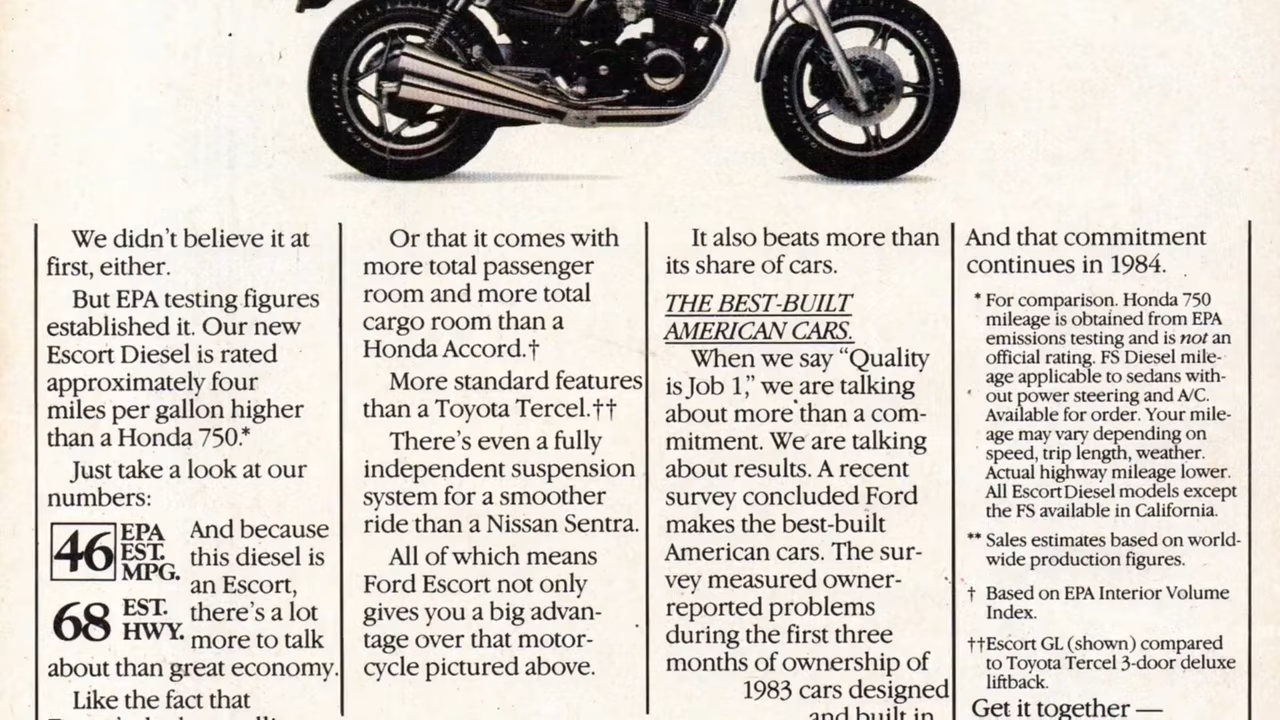 We didn't believe it at
first, either.
But EPA testing figures
established it. Our new
Escort Diesel is rated
approximately four
miles per gallon higher
than a Honda 750.*
Just take a look at our
numbers:
46 EPA EST. MPG.
68 EST. HWY.
And because
this diesel is
an Escort,
there's a lot
more to talk
about than great economy.
Like the fact that
Or that it comes with
more total passenger
room and more total
cargo room than a
Honda Accord.†
More standard features
than a Toyota Tercel.††
There's even a fully
independent suspension
system for a smoother
ride than a Nissan Sentra.
All of which means
Ford Escort not only
gives you a big advan-
tage over that motor-
cycle pictured above.
It also beats more than
its share of cars.
THE BEST-BUILT
AMERICAN CARS.
When we say “Quality
is Job 1,” we are talking
about more than a com-
mitment. We are talking
about results. A recent
survey concluded Ford
makes the best-built
American cars. The sur-
vey measured owner-
reported problems
during the first three
months of ownership of
1983 cars designed
and built in
And that commitment
continues in 1984.
* For comparison. Honda 750
mileage is obtained from EPA
emissions testing and is not an
official rating. FS Diesel mile-
age applicable to sedans with-
out power steering and A/C.
Available for order. Your mile-
age may vary depending on
speed, trip length, weather.
Actual highway mileage lower.
All Escort Diesel models except
the FS available in California.
** Sales estimates based on world-
wide production figures.
† Based on EPA Interior Volume
Index.
††Escort GL (shown) compared
to Toyota Tercel 3-door deluxe
liftback.
Get it together —